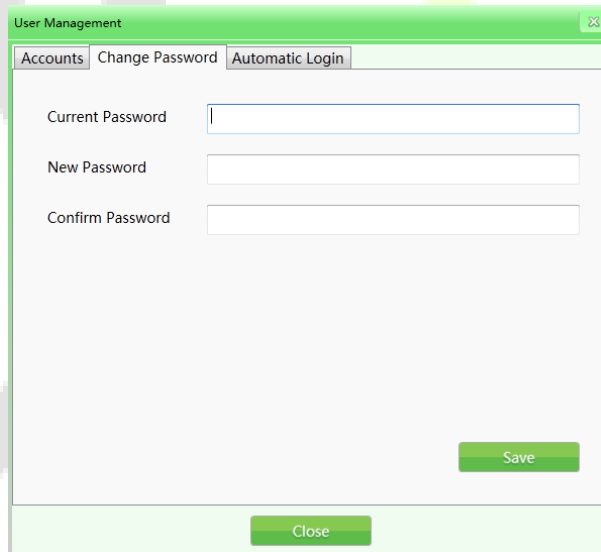 User Management
Accounts Change Password Automatic Login
Current Password
New Password
Confirm Password
Save
Close